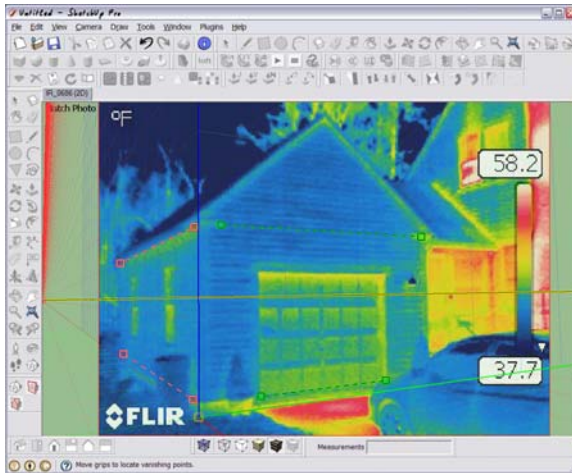 Untitled - SketchUp Pro
File Edit View Camera Draw Tools Window Plugins Help
IR_0606 (2D)
Match Photo
°F
58.2
37.7
FLIR
Measurements
Move grips to locate vanishing points.